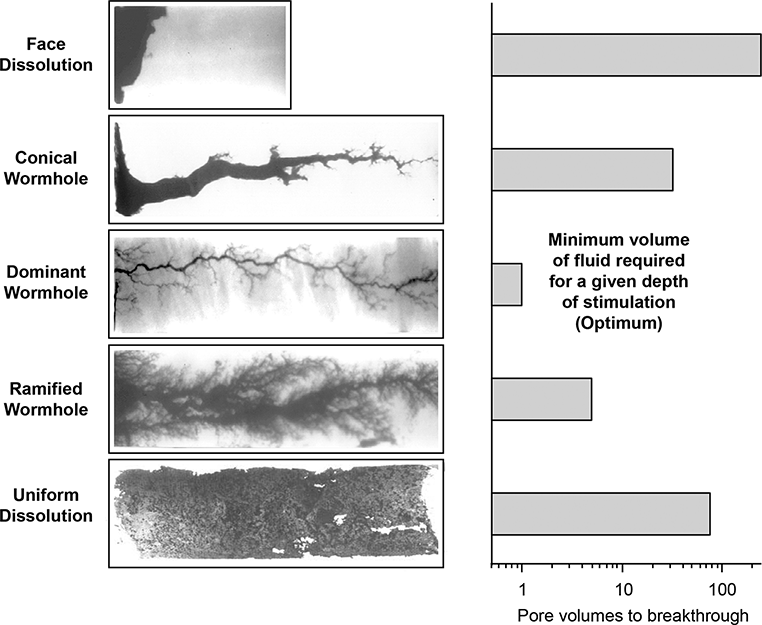 Face
Dissolution
Conical
Wormhole
Dominant
Wormhole
Minimum volume
of fluid required
for a given depth
of stimulation
(Optimum)
Ramified
Wormhole
Uniform
Dissolution
1 10 100
Pore volumes to breakthrough